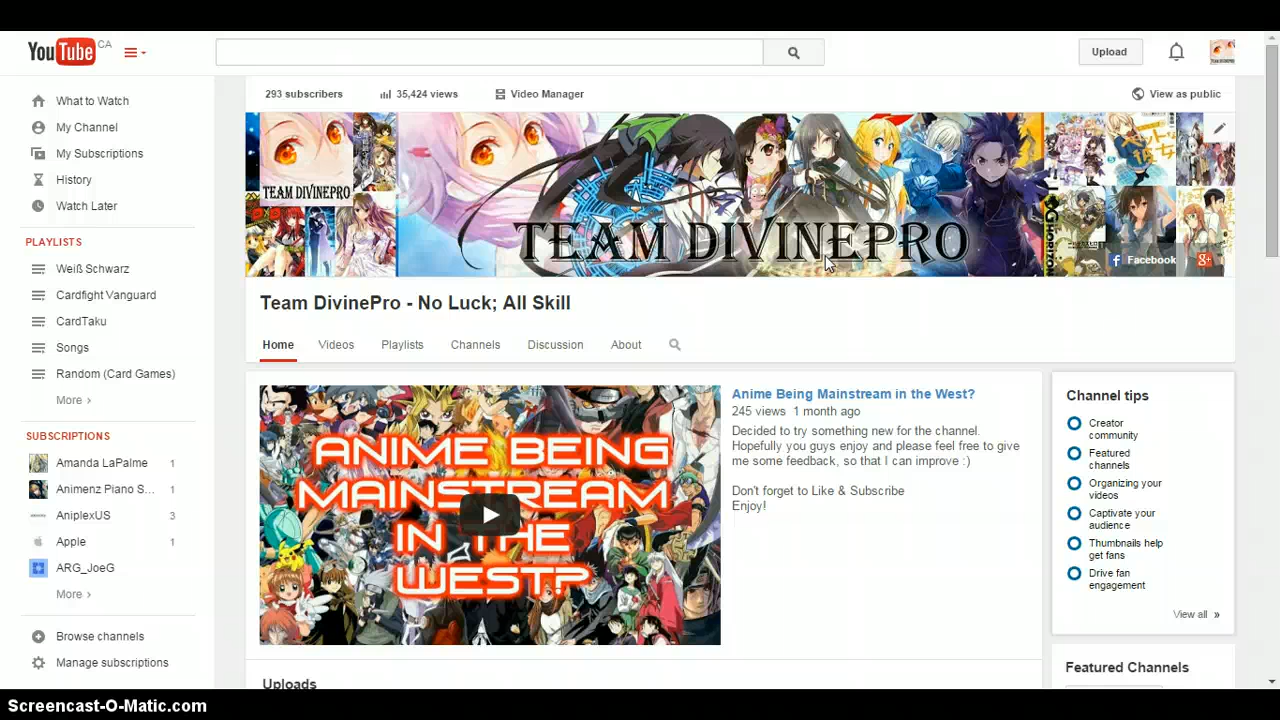 YouTube CA
Upload
What to Watch
My Channel
My Subscriptions
History
Watch Later
PLAYLISTS
Weiß Schwarz
Cardfight Vanguard
CardTaku
Songs
Random (Card Games)
More ›
SUBSCRIPTIONS
Amanda LaPalme 1
Animenz Piano S... 1
AniplexUS 3
Apple 1
ARG_JoeG
More ›
Browse channels
Manage subscriptions
293 subscribers 35,424 views Video Manager View as public
TEAM DIVINEPRO
TEAM DIVINEPRO
Facebook
g+
Team DivinePro - No Luck; All Skill
Home Videos Playlists Channels Discussion About
ANIME BEING
MAINSTREAM
IN THE
WEST?
Anime Being Mainstream in the West?
245 views 1 month ago
Decided to try something new for the channel.
Hopefully you guys enjoy and please feel free to give
me some feedback, so that I can improve :)
Don't forget to Like & Subscribe
Enjoy!
Uploads
Channel tips
Creator
community
Featured
channels
Organizing your
videos
Captivate your
audience
Thumbnails help
get fans
Drive fan
engagement
View all »
Featured Channels
Screencast-O-Matic.com